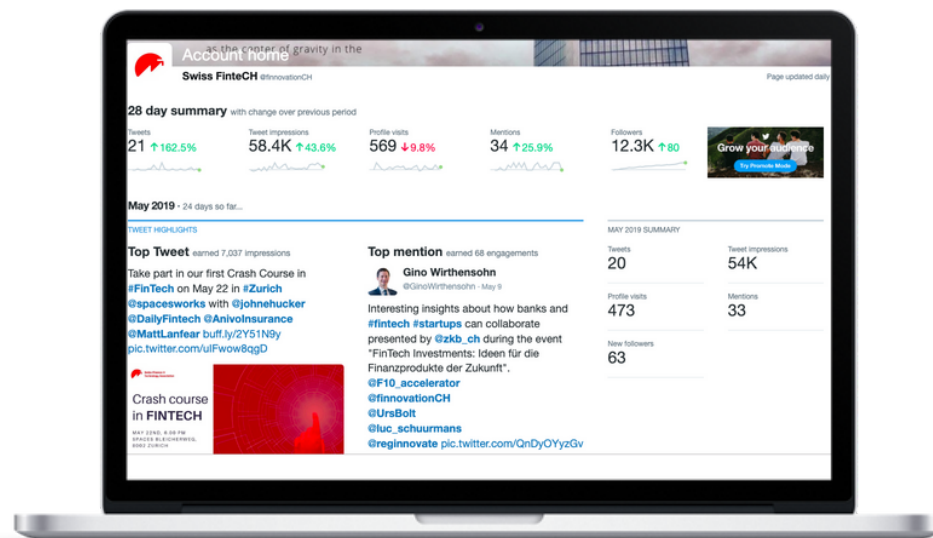 as the center of gravity in the
Account home
Swiss FinteCH @finnovationCH
Page updated daily
28 day summary with change over previous period
Tweets
21 ↑162.5%
Tweet impressions
58.4K ↑43.6%
Profile visits
569 ↓9.8%
Mentions
34 ↑25.9%
Followers
12.3K ↑80
Grow your audience
Try Promote Mode
May 2019 · 24 days so far...
TWEET HIGHLIGHTS
Top Tweet earned 7,037 impressions
Take part in our first Crash Course in
#FinTech on May 22 in #Zurich
@spacesworks with @johnehucker
@DailyFintech @AnivoInsurance
@MattLanfear buff.ly/2Y51N9y
pic.twitter.com/ulFwow8qgD
Crash course
in FINTECH
MAY 22ND, 6:08 PM
SPACES BLEICHERWEG,
8002 ZURICH
Top mention earned 68 engagements
Gino Wirthensohn
@GinoWirthensohn · May 9
Interesting insights about how banks and
#fintech #startups can collaborate
presented by @zkb_ch during the event
"FinTech Investments: Ideen für die
Finanzprodukte der Zukunft".
@F10_accelerator
@finnovationCH
@UrsBolt
@luc_schuurmans
@reginnovate pic.twitter.com/QnDyOYyzGv
MAY 2019 SUMMARY
Tweets
20
Tweet impressions
54K
Profile visits
473
Mentions
33
New followers
63